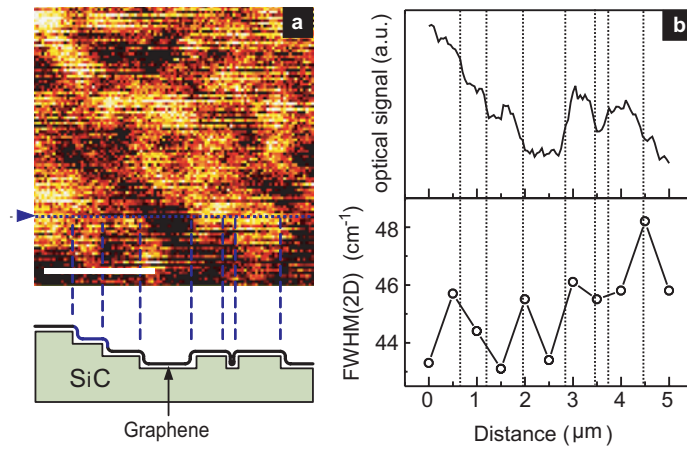 a
SiC
Graphene
b
optical signal (a.u.)
FWHM(2D) (cm⁻¹)
48
46
44
0 1 2 3 4 5
Distance (μm)